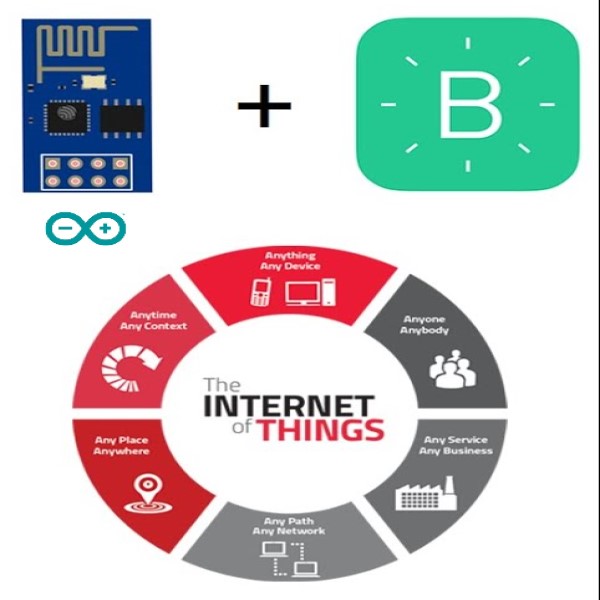 +
B
Anything
Any Device
Anytime
Any Context
Anyone
Anybody
The
INTERNET
of THINGS
Any Place
Anywhere
Any Service
Any Business
Any Path
Any Network